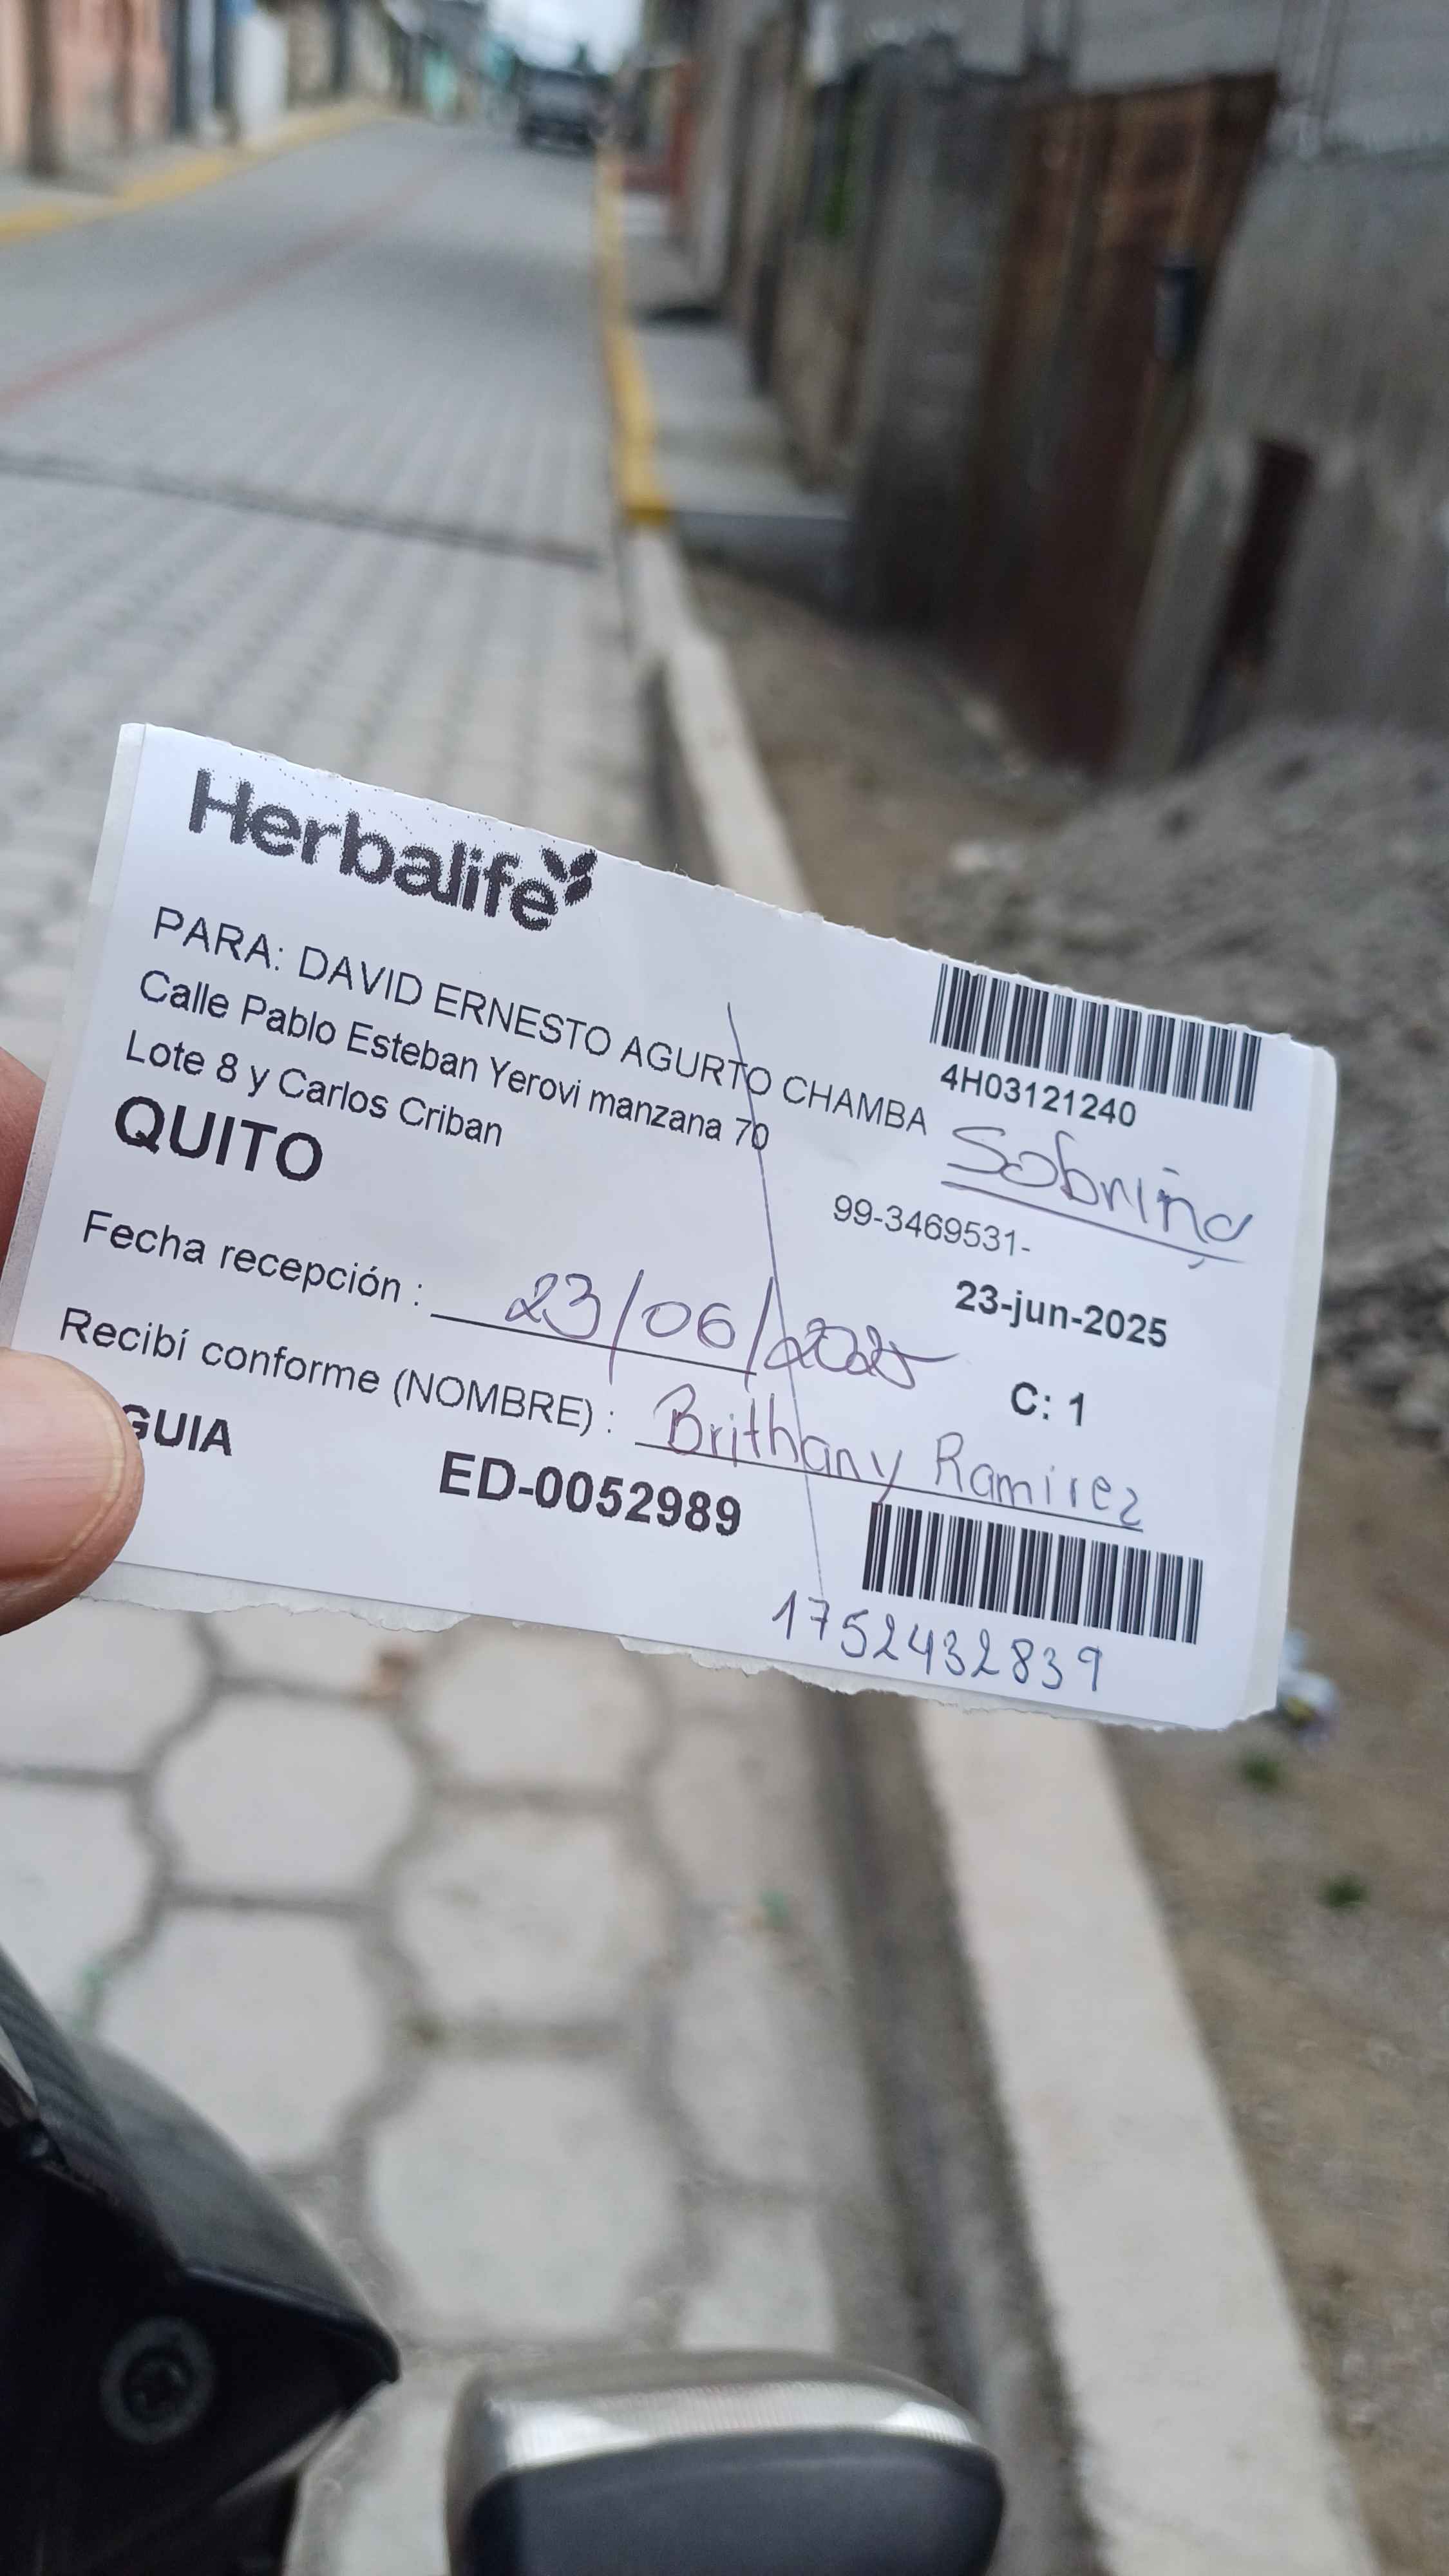 Herbalife
PARA: DAVID ERNESTO AGURTO CHAMBA
Calle Pablo Esteban Yerovi manzana 70
Lote 8 y Carlos Criban
QUITO
4H03121240
Sobrina
99-3469531-
23-jun-2025
Fecha recepción : 23/06/2025
C: 1
Recibí conforme (NOMBRE) : Brithany Ramirez
GUIA ED-0052989
1752432839